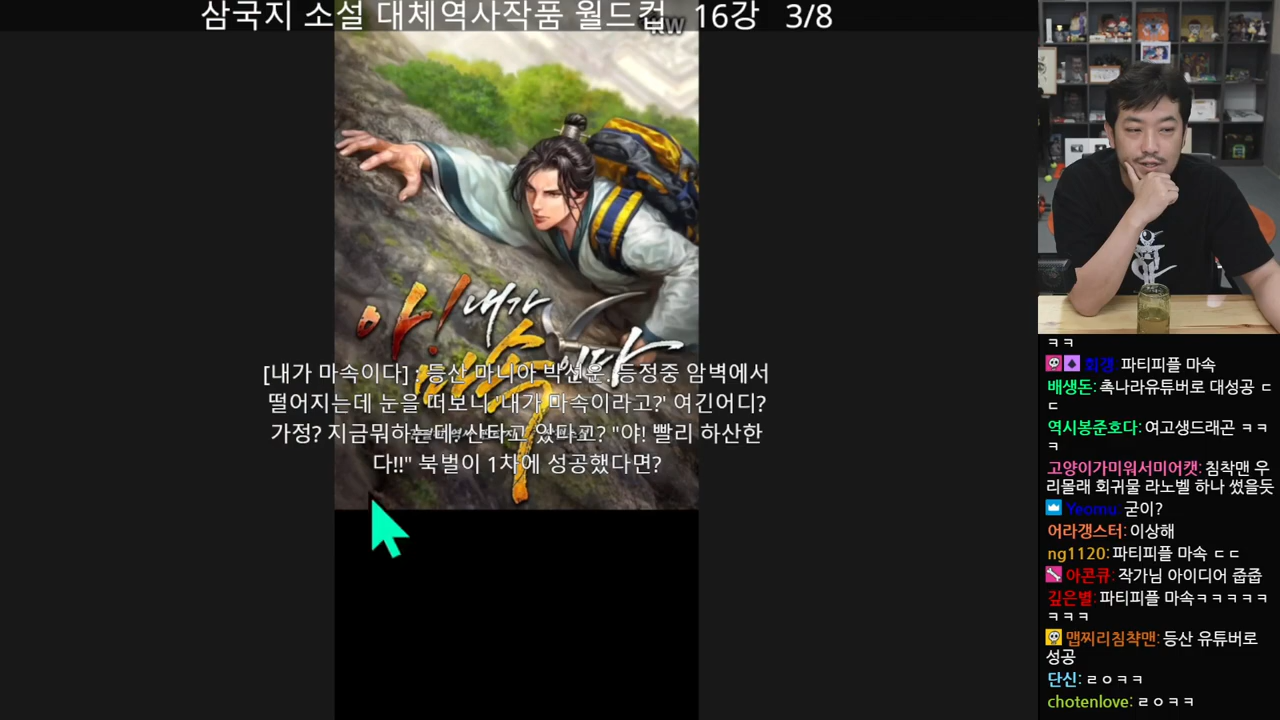 삼국지 소설 대체역사작품 월드컵 16강 3/8
아! 내가
마속이다
[내가 마속이다] : 등산 마니아 박선운. 등정중 암벽에서
떨어지는데 눈을 떠보니 '내가 마속이라고?' 여긴어디?
가정? 지금뭐하는데! 산타고 있다고? "야! 빨리 하산한
다!!" 북벌이 1차에 성공했다면?
ㅋㅋ
회갱: 파티피플 마속
배생돈: 촉나라유튜버로 대성공 ㄷ
ㄷ
역시봉준호다: 여고생드래곤 ㅋㅋ
ㅋ
고양이가미워서미어캣: 침착맨 우
리몰래 회귀물 라노벨 하나 썼을듯
Yeomu: 굳이?
어라갱스터: 이상해
ng1120: 파티피플 마속 ㄷㄷ
아콘큐: 작가님 아이디어 줍줍
깊은별: 파티피플 마속ㅋㅋㅋㅋㅋ
ㅋㅋㅋ
맵찌리침챡맨: 등산 유튜버로
성공
단신: ㄹㅇㅋㅋ
chotenlove: ㄹㅇㅋㅋ